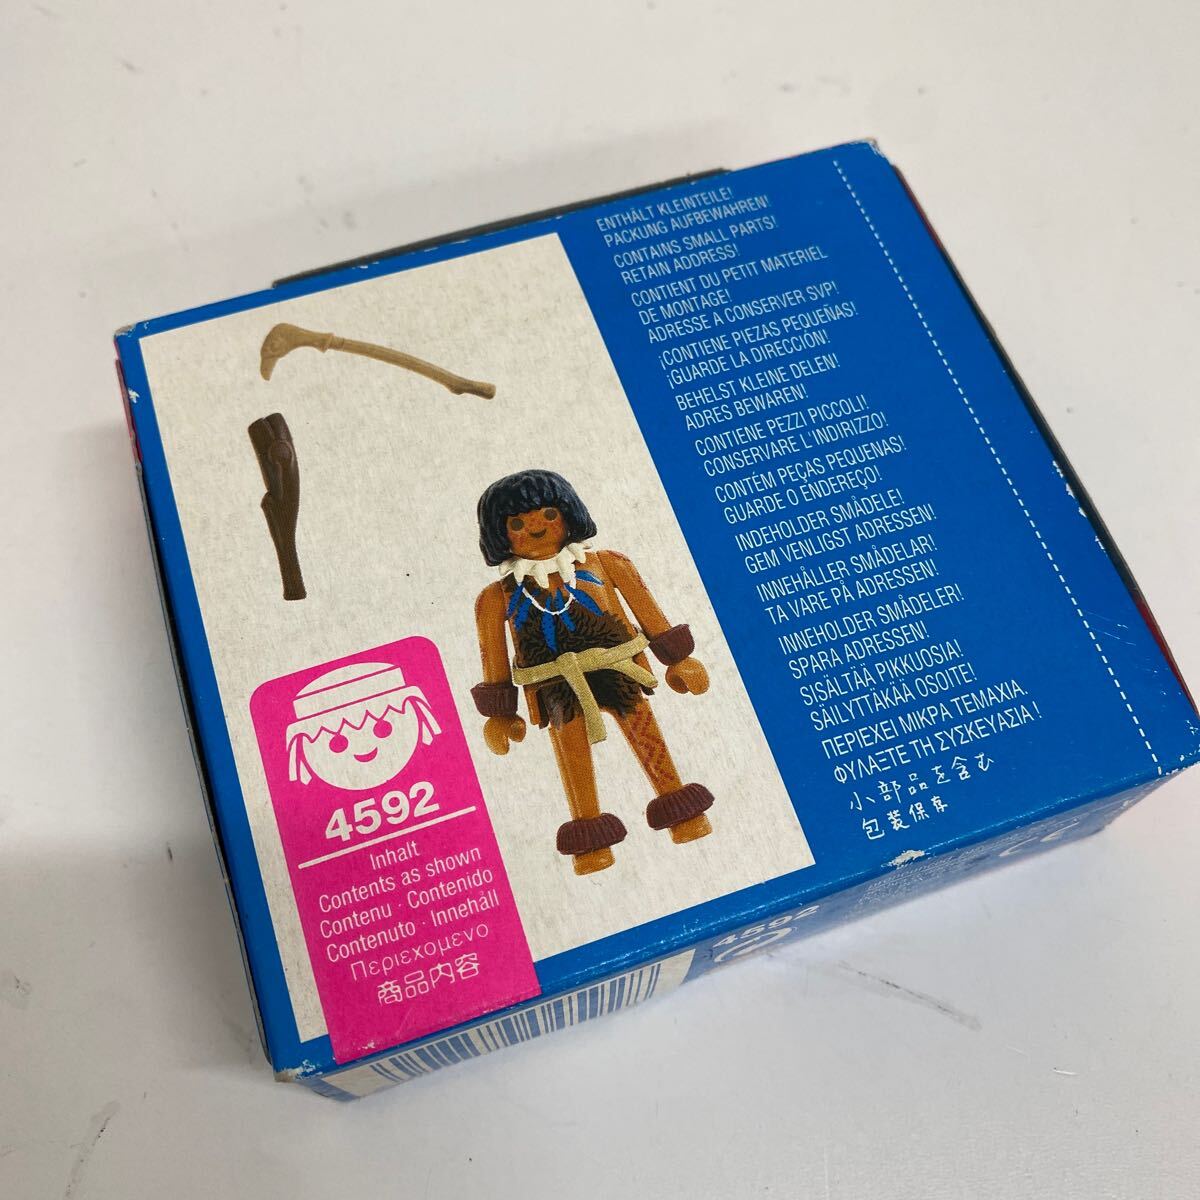 ENTHÄLT KLEINTEILE!
PACKUNG AUFBEWAHREN!
CONTAINS SMALL PARTS!
RETAIN ADDRESS!
CONTIENT DU PETIT MATERIEL
DE MONTAGE!
ADRESSE A CONSERVER SVP!
¡CONTIENE PIEZAS PEQUEÑAS!
¡GUARDE LA DIRECCIÓN!
BEHELST KLEINE DELEN!
ADRES BEWAREN!
CONTIENE PEZZI PICCOLI!
CONSERVARE L'INDIRIZZO!
CONTÉM PEÇAS PEQUENAS!
GUARDE O ENDEREÇO!
INDEHOLDER SMÅDELE!
GEM VENLIGST ADRESSEN!
INNEHÅLLER SMÅDELAR!
TA VARE PÅ ADRESSEN!
INNEHOLDER SMÅDELER!
SPARA ADRESSEN!
SISÄLTÄÄ PIKKUOSIA!
SÄILYTTÄKÄÄ OSOITE!
ΠΕΡΙΕΧΕΙ ΜΙΚΡΑ ΤΕΜΑΧΙΑ.
ΦΥΛΑΞΤΕ ΤΗ ΣΥΣΚΕΥΑΣΙΑ !
小部品を含む
包装保存
4592
Inhalt
Contents as shown
Contenu · Contenido
Contenuto · Innehåll
Περιεχομενο
商品内容
4592
CE